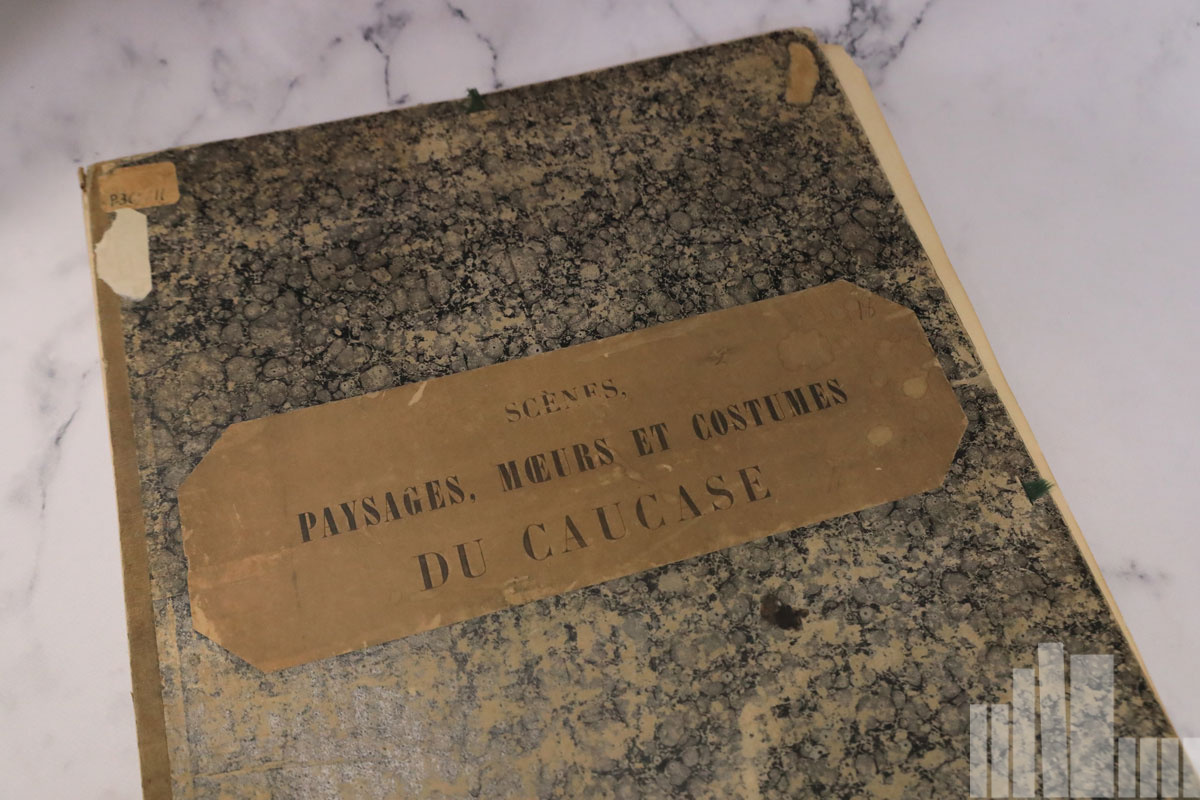 SCÈNES,
PAYSAGES, MŒURS ET COSTUMES
DU CAUCASE